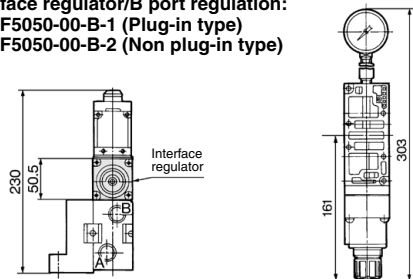 face regulator/B port regulation:
F5050-00-B-1 (Plug-in type)
F5050-00-B-2 (Non plug-in type)
Interface
regulator
230
50.5
B
A
161
303